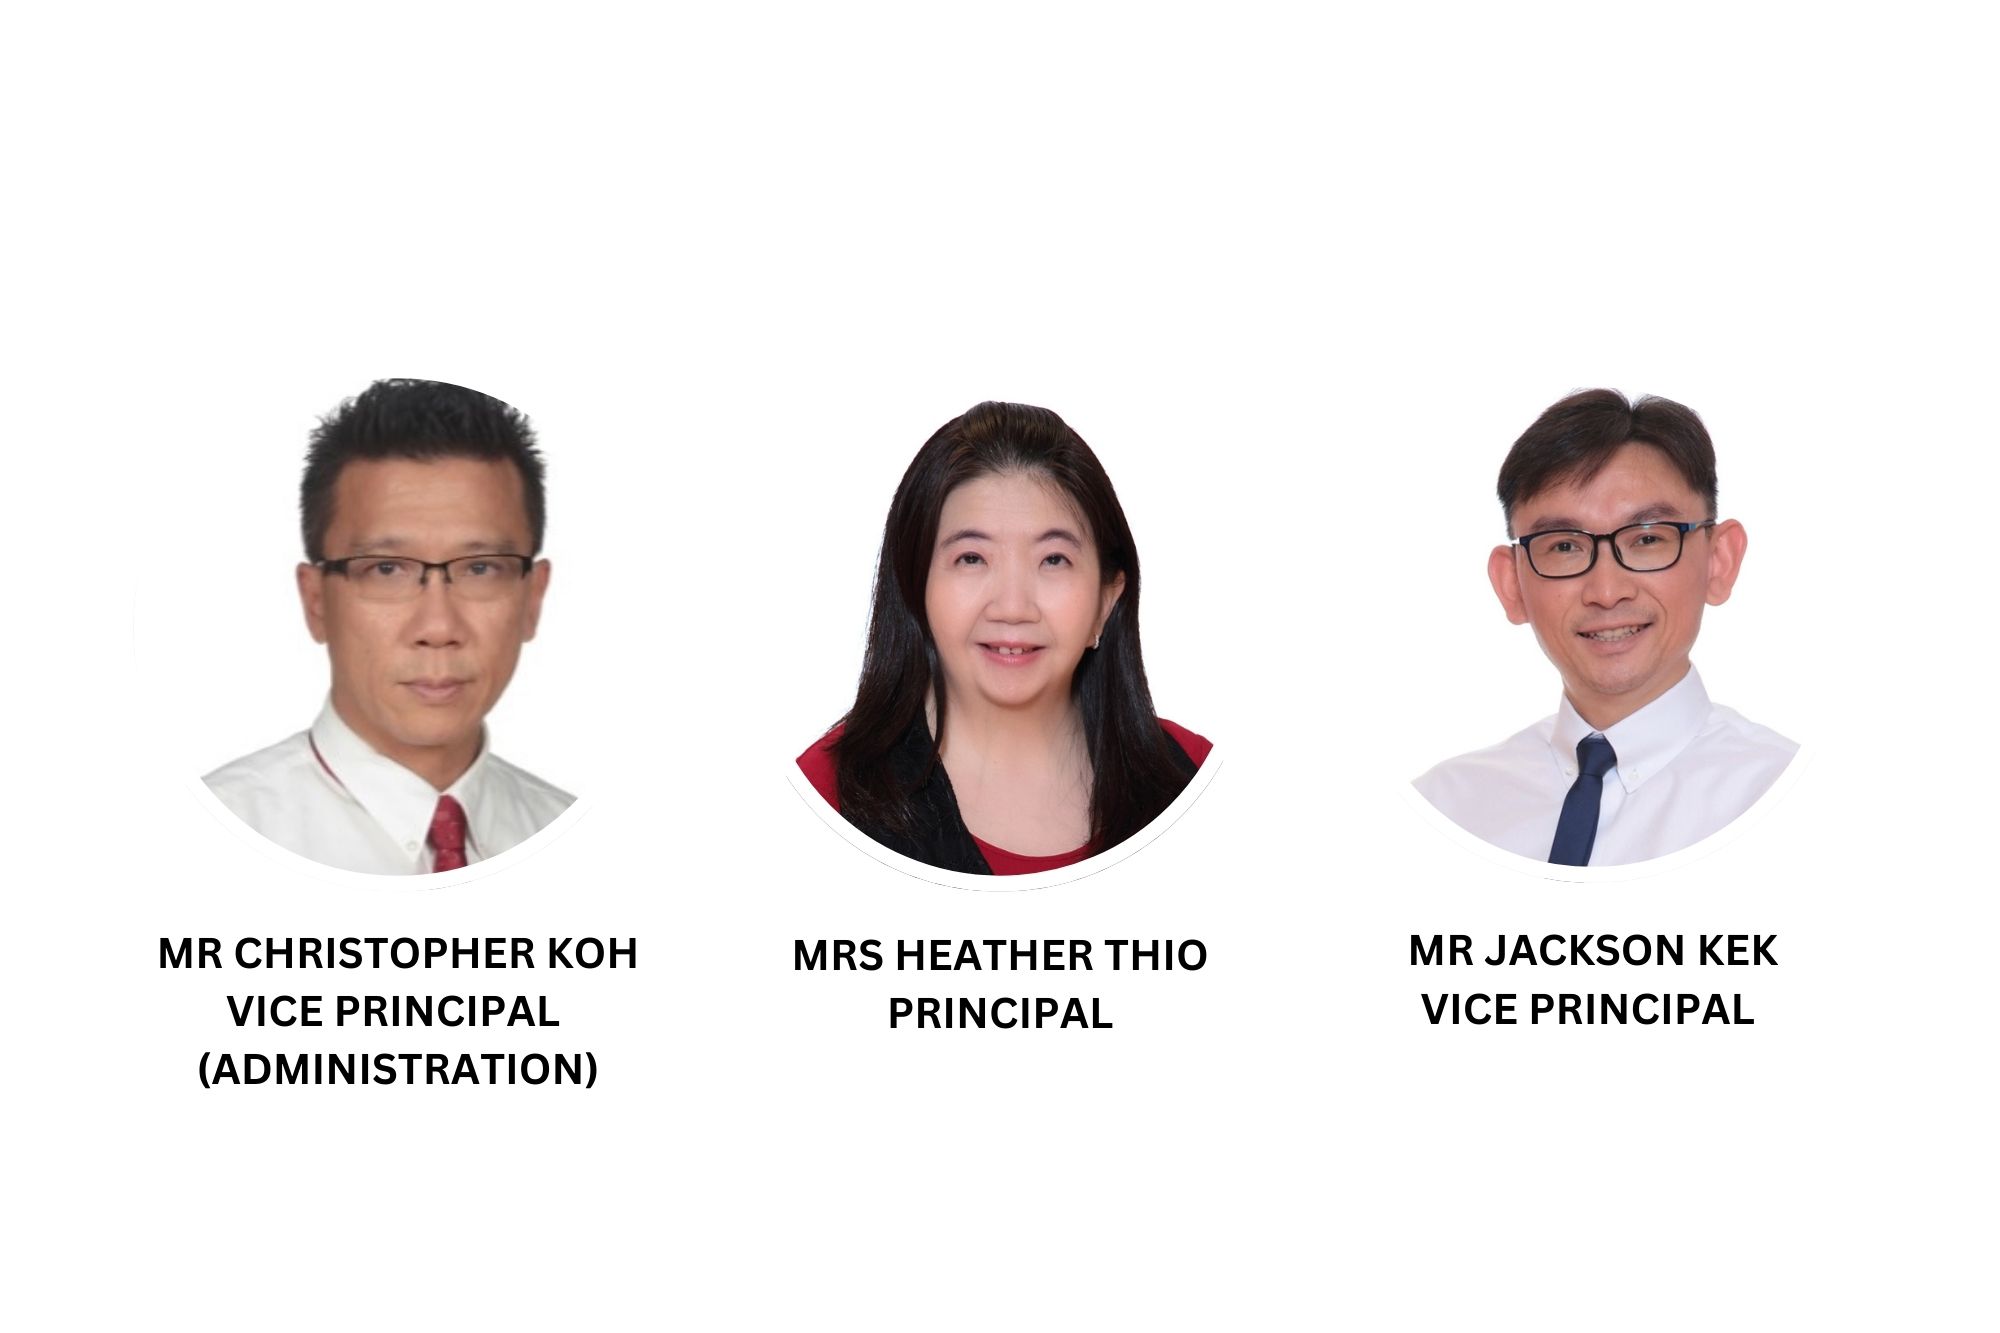 MR CHRISTOPHER KOH
VICE PRINCIPAL
(ADMINISTRATION)
MRS HEATHER THIO
PRINCIPAL
MR JACKSON KEK
VICE PRINCIPAL